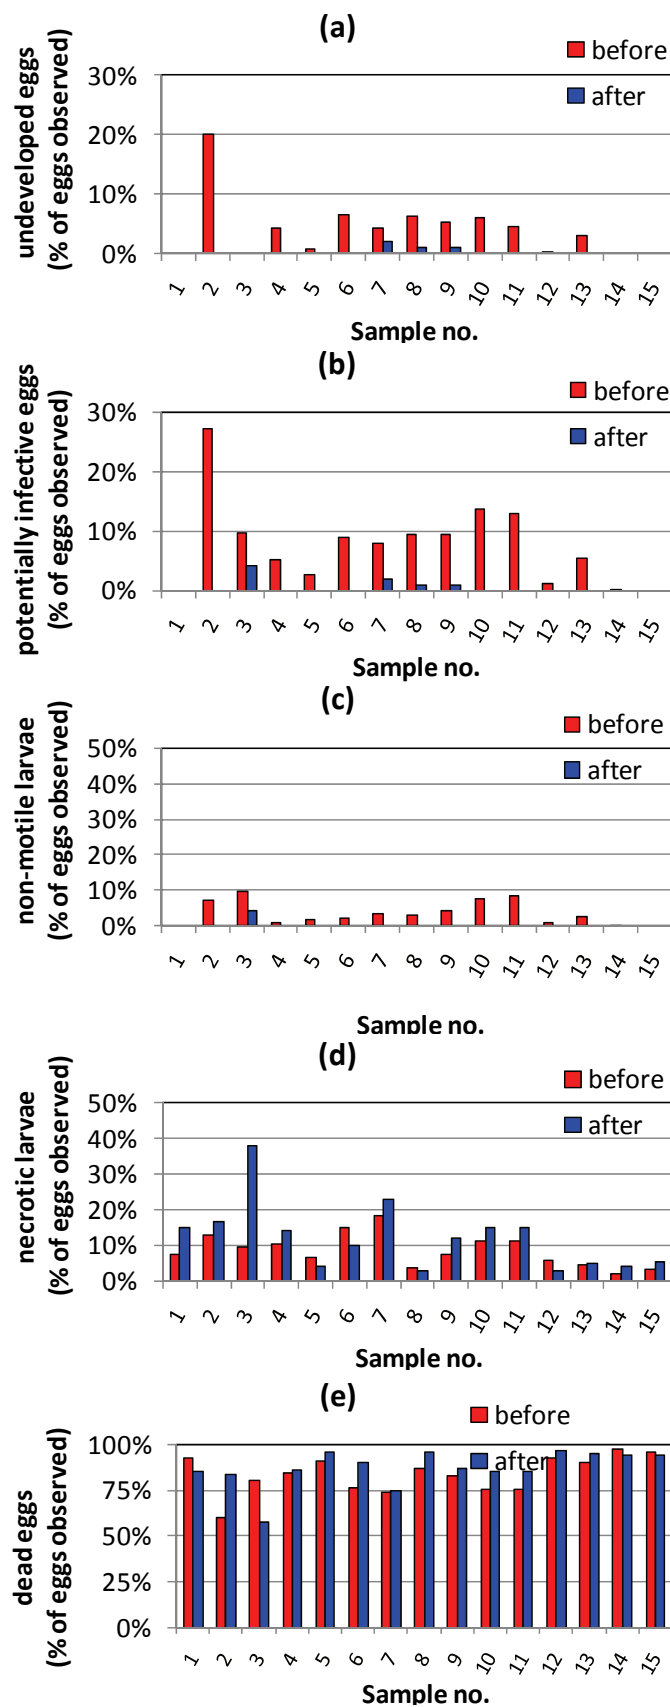 (a)
before
after
undeveloped eggs
(% of eggs observed)
30%
20%
10%
0%
1 2 3 4 5 6 7 8 9 10 11 12 13 14 15
Sample no.
(b)
before
after
potentially infective eggs
(% of eggs observed)
30%
20%
10%
0%
1 2 3 4 5 6 7 8 9 10 11 12 13 14 15
Sample no.
(c)
before
after
non-motile larvae
(% of eggs observed)
50%
40%
30%
20%
10%
0%
1 2 3 4 5 6 7 8 9 10 11 12 13 14 15
Sample no.
(d)
before
after
necrotic larvae
(% of eggs observed)
50%
40%
30%
20%
10%
0%
1 2 3 4 5 6 7 8 9 10 11 12 13 14 15
Sample no.
(e)
before
after
dead eggs
(% of eggs observed)
100%
75%
50%
25%
0%
1 2 3 4 5 6 7 8 9 10 11 12 13 14 15
Sample no.